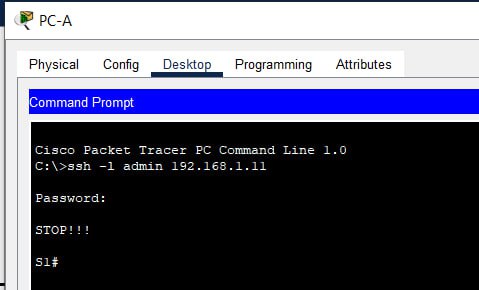 PC-A
Physical Config Desktop Programming Attributes
Command Prompt
Cisco Packet Tracer PC Command Line 1.0
C:\>ssh -l admin 192.168.1.11
Password:
STOP!!!
S1#